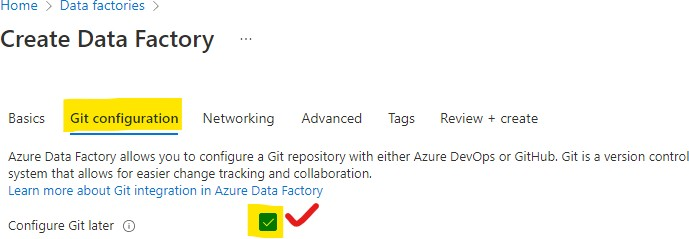 Home > Data factories >
Create Data Factory ...
Basics Git configuration Networking Advanced Tags Review + create
Azure Data Factory allows you to configure a Git repository with either Azure DevOps or GitHub. Git is a version control
system that allows for easier change tracking and collaboration.
Learn more about Git integration in Azure Data Factory
Configure Git later